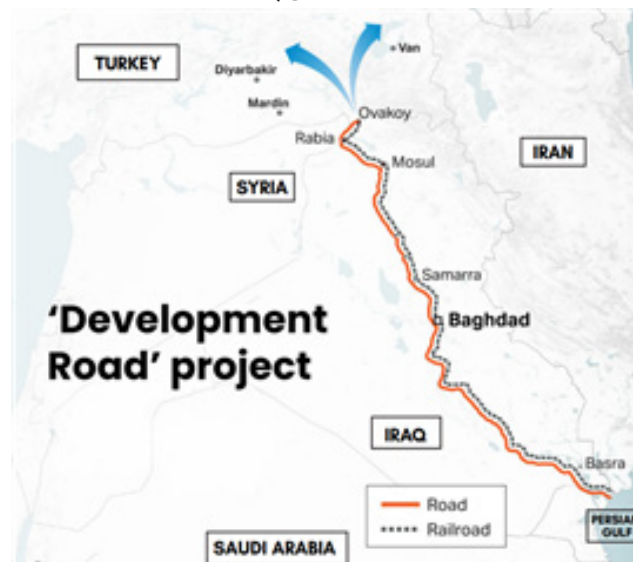 Van
TURKEY
Diyarbakir
Mardin
Ovakoy
Rabia
IRAN
Mosul
SYRIA
Samarra
'Development
Road' project
Baghdad
IRAQ
Basra
Road
Railroad
PERSIAN
GULF
SAUDI ARABIA